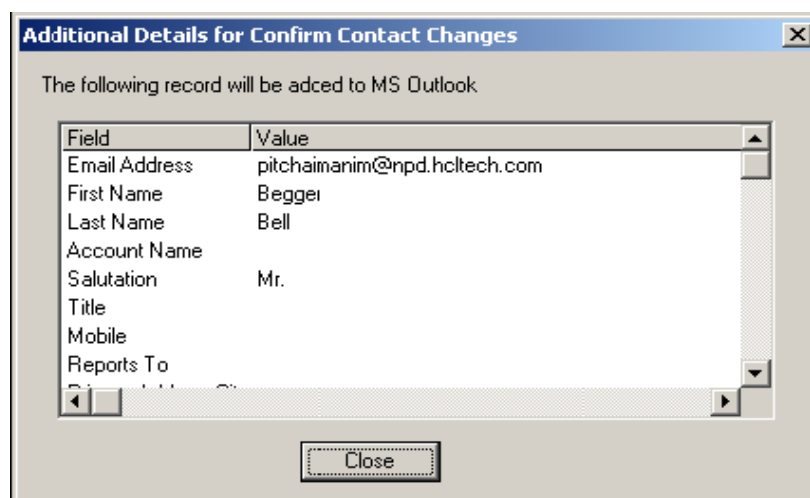 Additional Details for Confirm Contact Changes
The following record will be adced to MS Outlook
Field Value
Email Address pitchaimanim@npd.hcltech.com
First Name
Last Name Bell
Account Name
Salutation Mr.
Title
Mobile
Reports To
Close